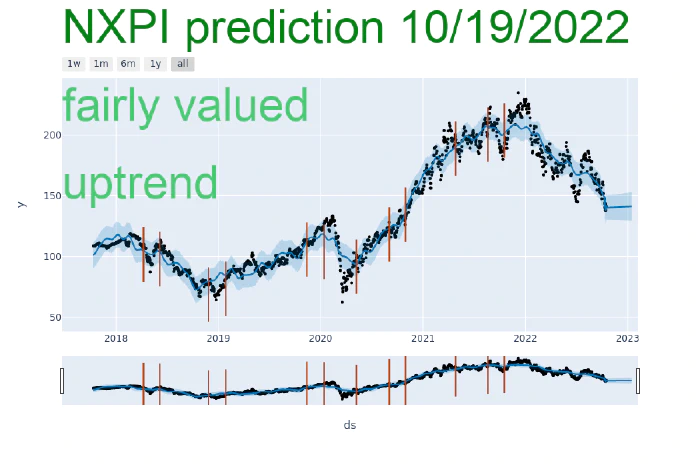 NXPI prediction 10/19/2022
1w 1m 6m 1y all
fairly valued
200
uptrend
150
y
100
50
2018 2019 2020 2021 2022 2023
ds